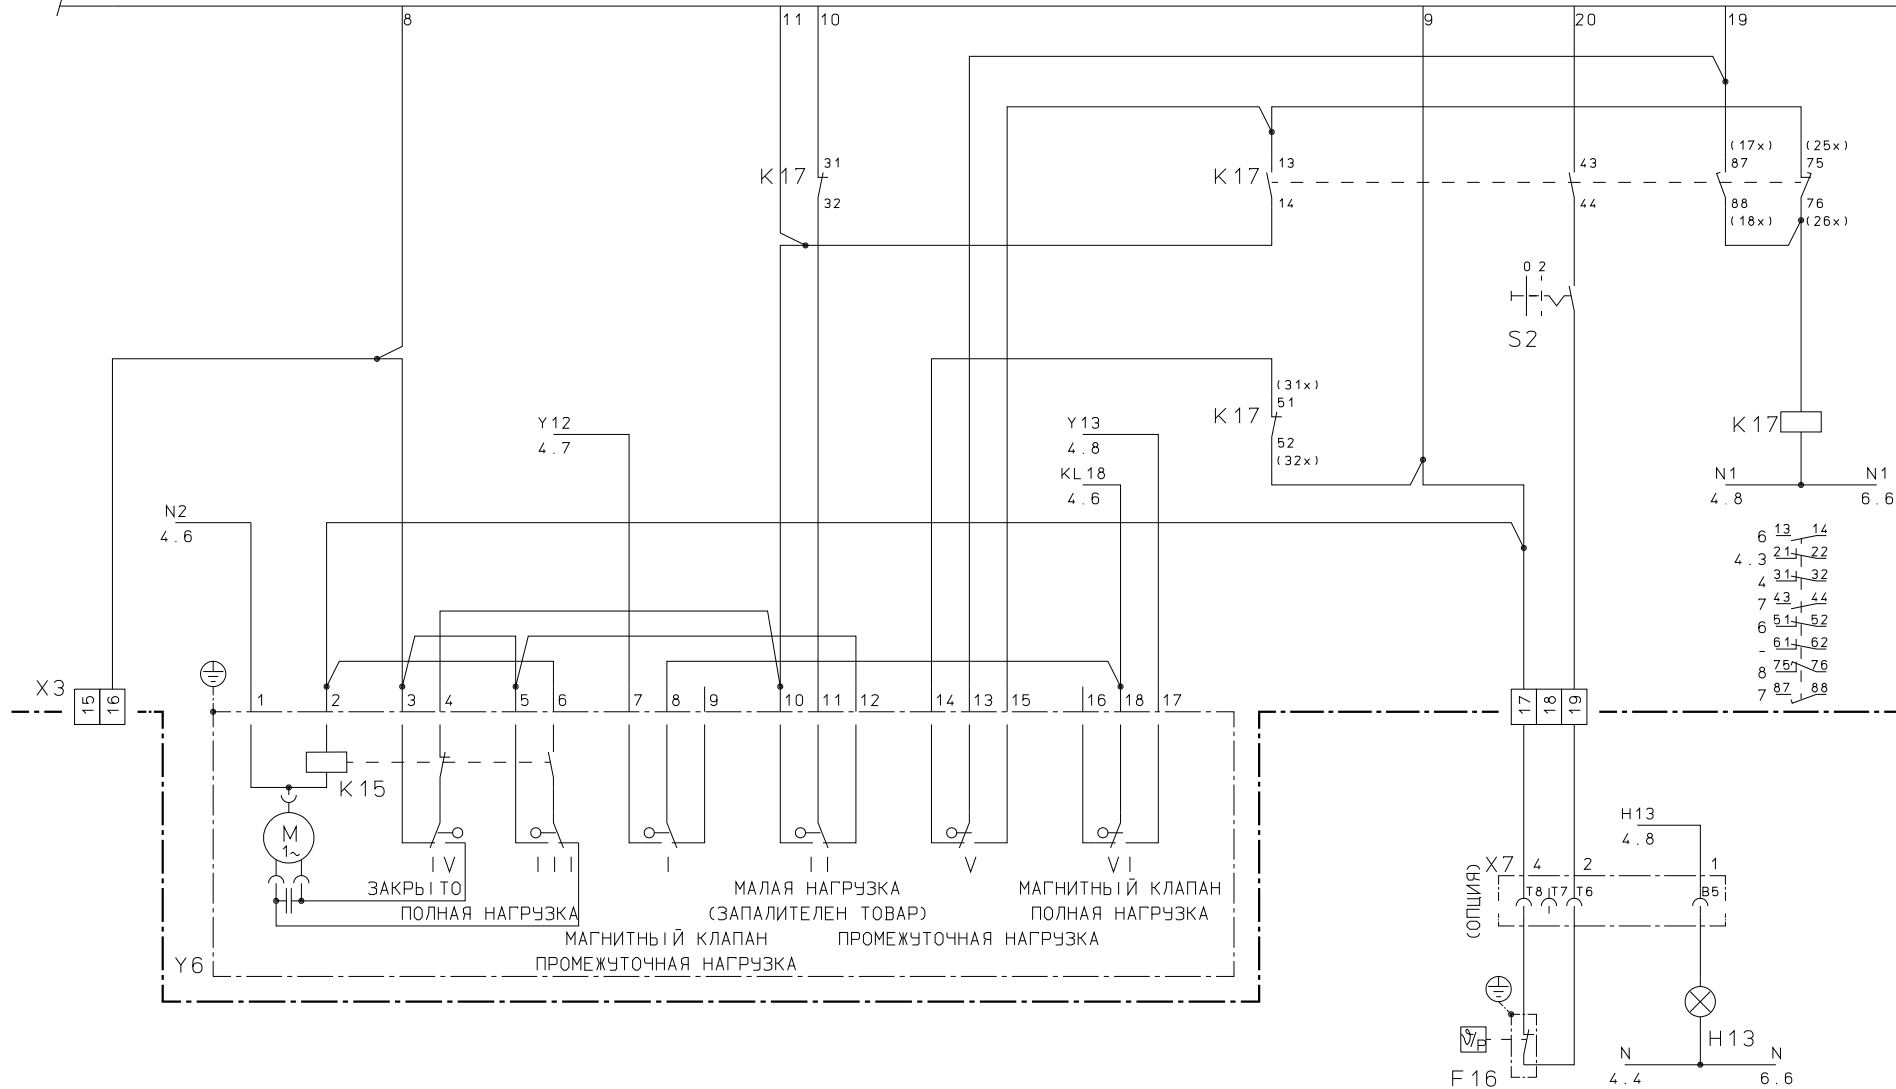 8 11 10 9 20 19
(17x) (25x)
K17 31 K17 13 43 87 75
32 14 44 88 76
(18x) (26x)
0 2
S2
(31x)
51
K17
52
(32x)
Y12
4.7
Y13
4.8
KL18
4.6
K17
N1 N1
4.8 6.6
N2
4.6
6 13 14
4.3 21 22
4 31 32
7 43 44
6 51 52
- 61 62
8 75 76
7 87 88
X3 15 16
1 2 3 4 5 6 7 8 9 10 11 12 14 13 15 16 18 17
17 18 19
K15
M
1~
IV III I II V VI
ЗАКРЫТО МАЛАЯ НАГРУЗКА МАГНИТНЫЙ КЛАПАН
ПОЛНАЯ НАГРУЗКА (ЗАПАЛИТЕЛЕН ТОВАР) ПОЛНАЯ НАГРУЗКА
МАГНИТНЫЙ КЛАПАН ПРОМЕЖУТОЧНАЯ НАГРУЗКА
Y6 ПРОМЕЖУТОЧНАЯ НАГРУЗКА
H13
4.8
X7 4 2 1
(ОПЦИЯ)
T8 T7 T6 B5
ϑ/P
F16
H13
N N
4.4 6.6